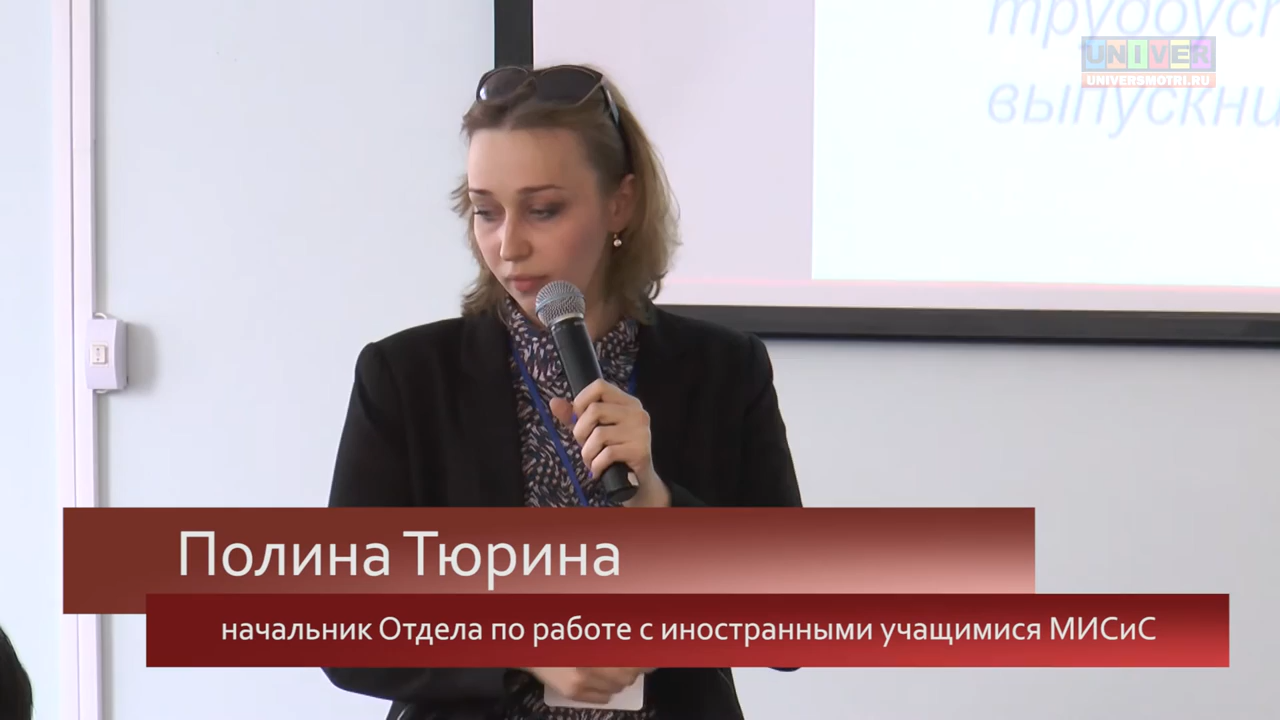 UNIVER
UNIVERSMOTRI.RU
Полина Тюрина
начальник Отдела по работе с иностранными учащимися МИСиС